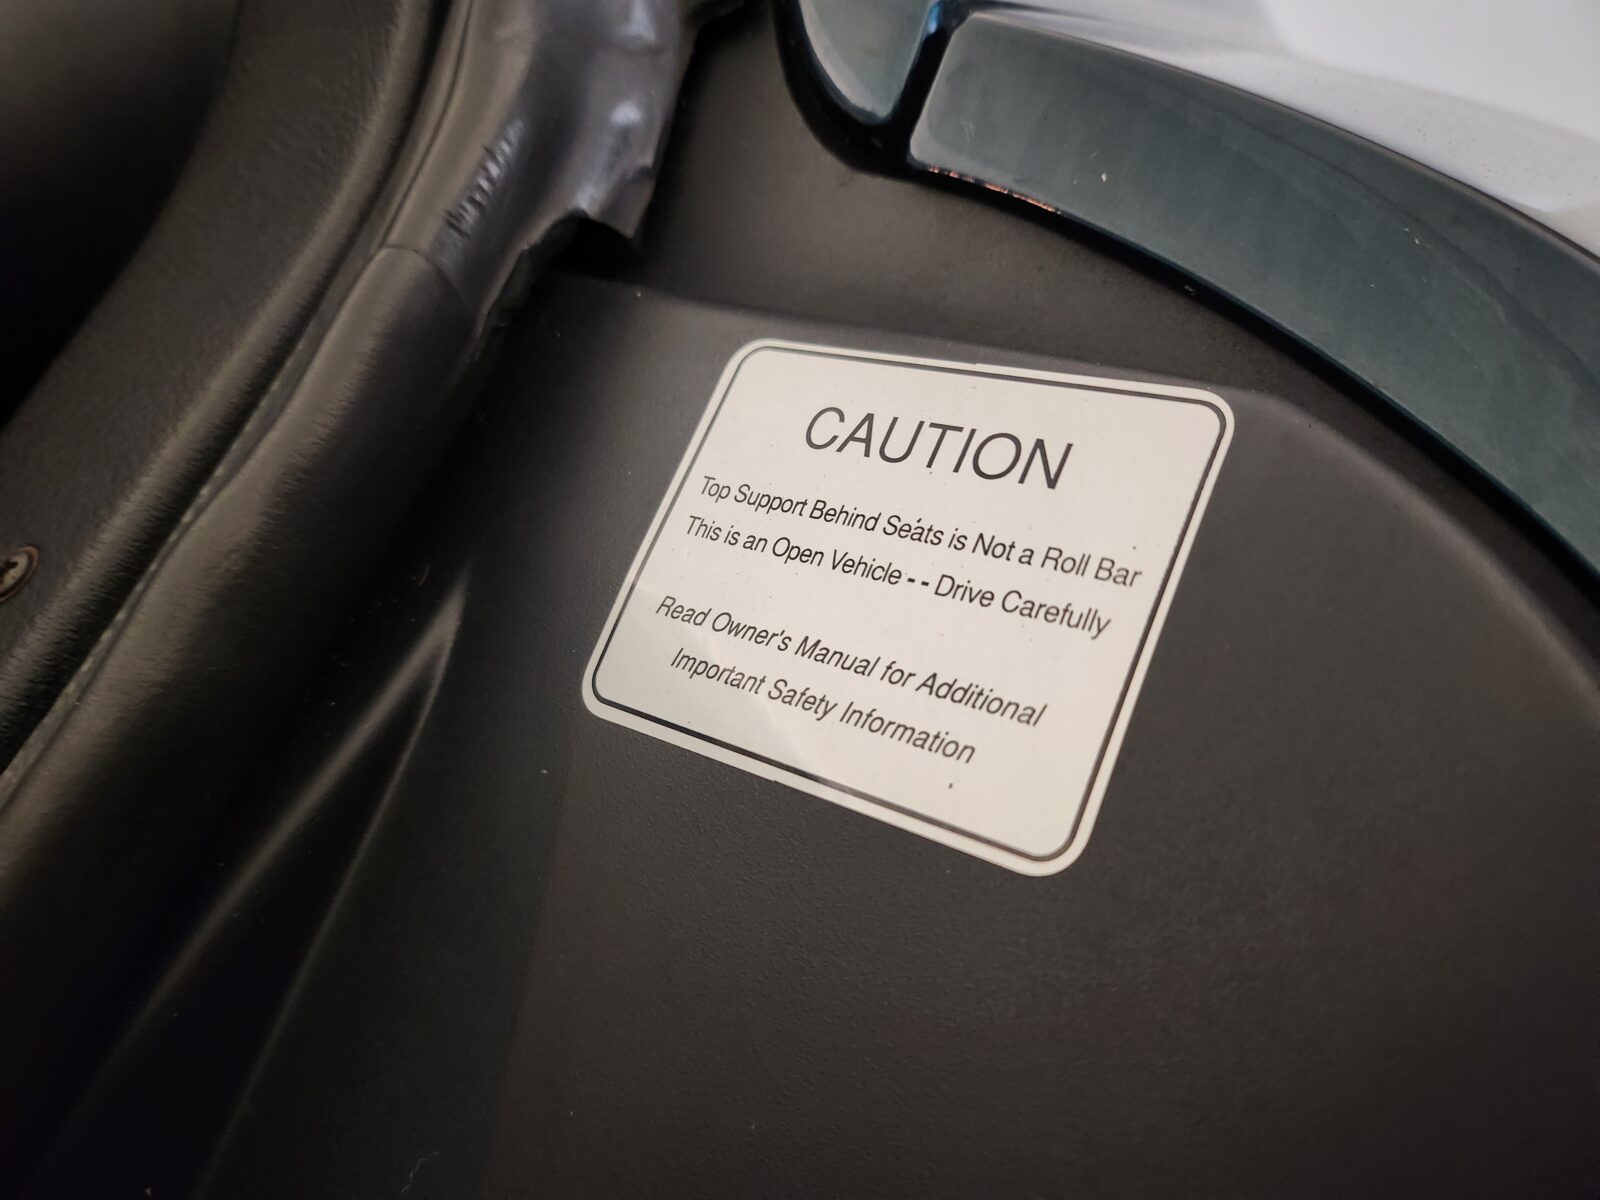 CAUTION
Top Support Behind Seats is Not a Roll Bar
This is an Open Vehicle -- Drive Carefully
Read Owner's Manual for Additional
Important Safety Information